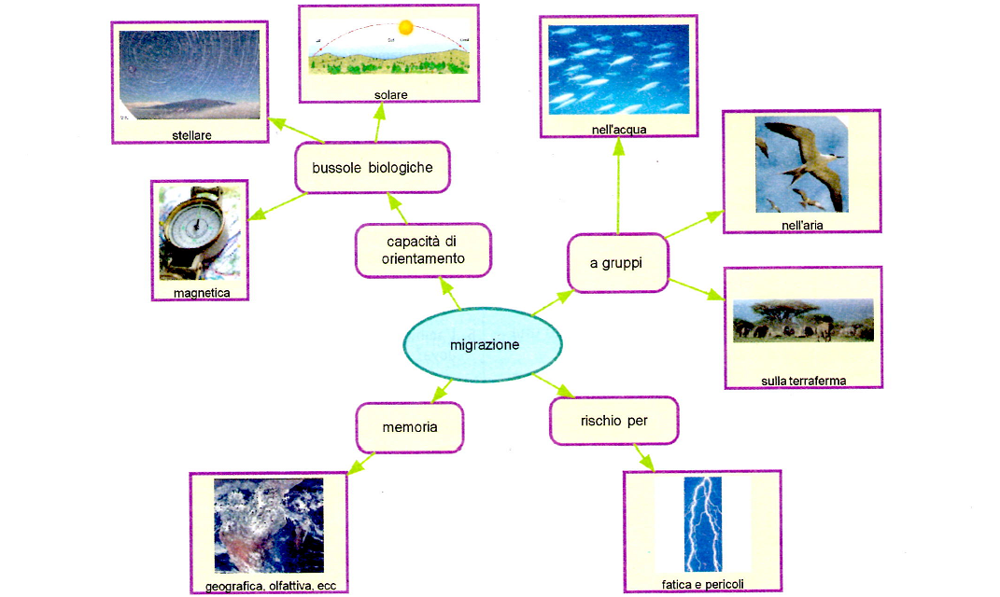 stellare
solare
nell'acqua
nell'aria
bussole biologiche
magnetica
capacità di
orientamento
a gruppi
migrazione
sulla terraferma
memoria
rischio per
geografica, olfattiva, ecc
fatica e pericoli